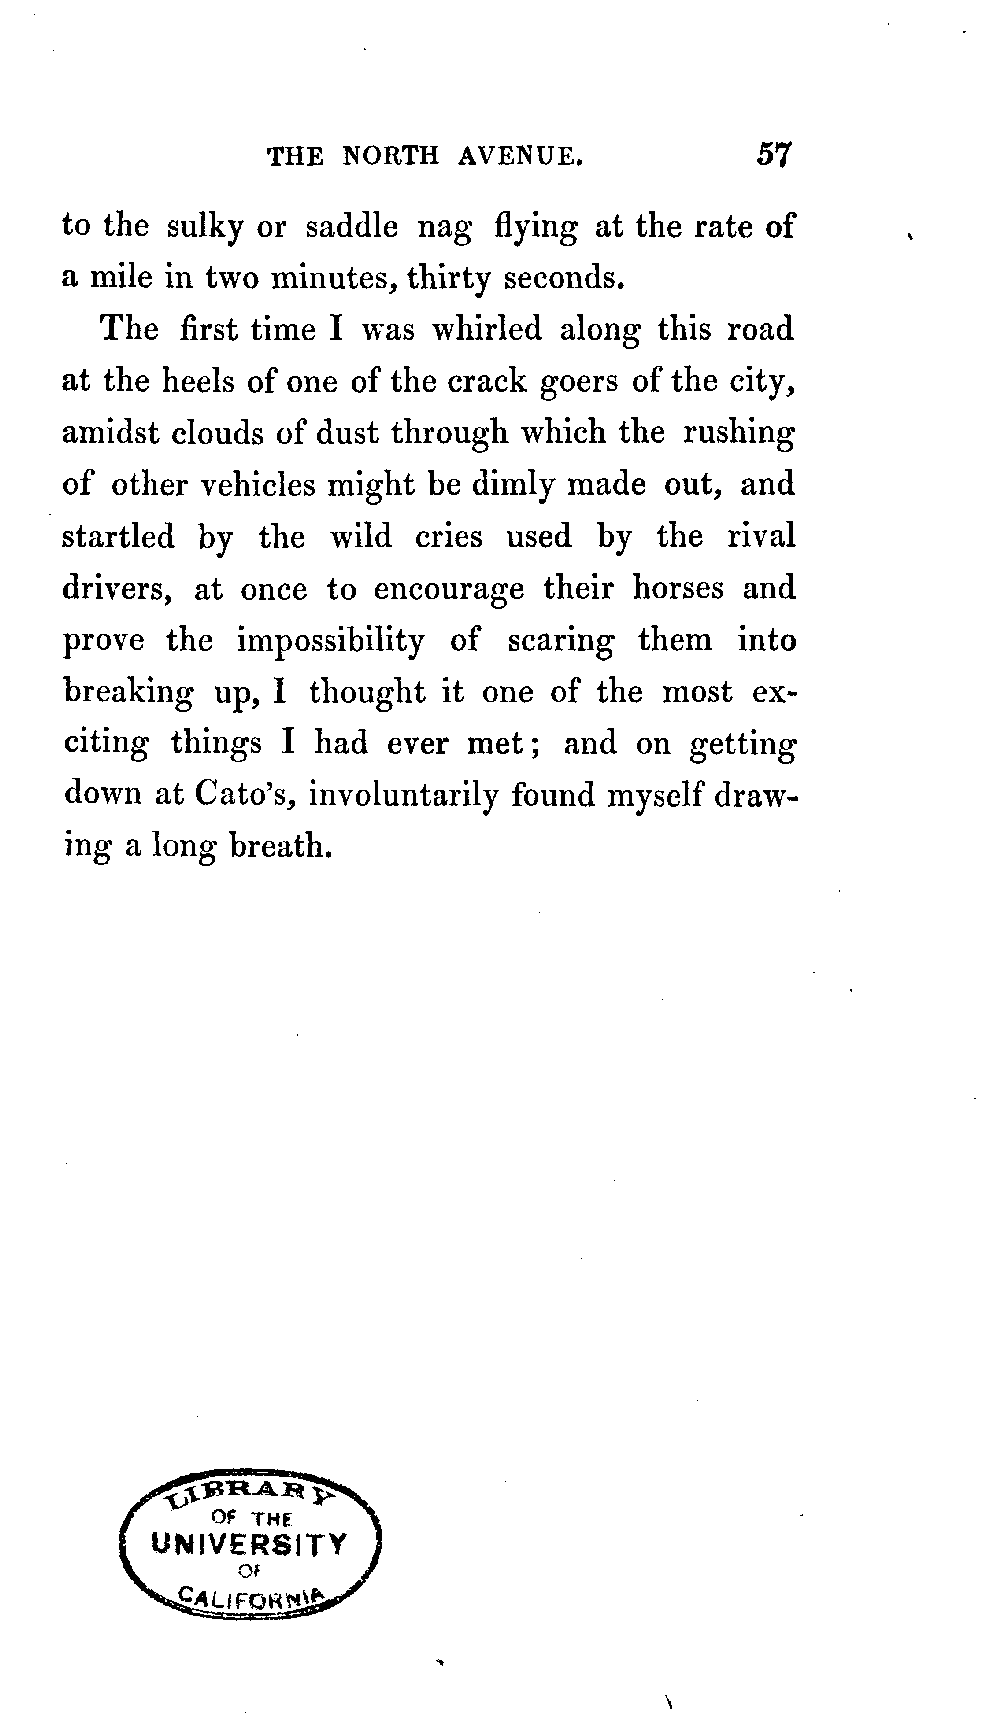 THE NORTH AVENUE. 57
to the sulky or saddle nag flying at the rate of
a mile in two minutes, thirty seconds.
The first time I was whirled along this road
at the heels of one of the crack goers of the city,
amidst clouds of dust through which the rushing
of other vehicles might be dimly made out, and
startled by the wild cries used by the rival
drivers, at once to encourage their horses and
prove the impossibility of scaring them into
breaking up, I thought it one of the most ex-
citing things I had ever met; and on getting
down at Cato's, involuntarily found myself draw-
ing a long breath.
LIBRARY
OF THE
UNIVERSITY
OF
CALIFORNIA